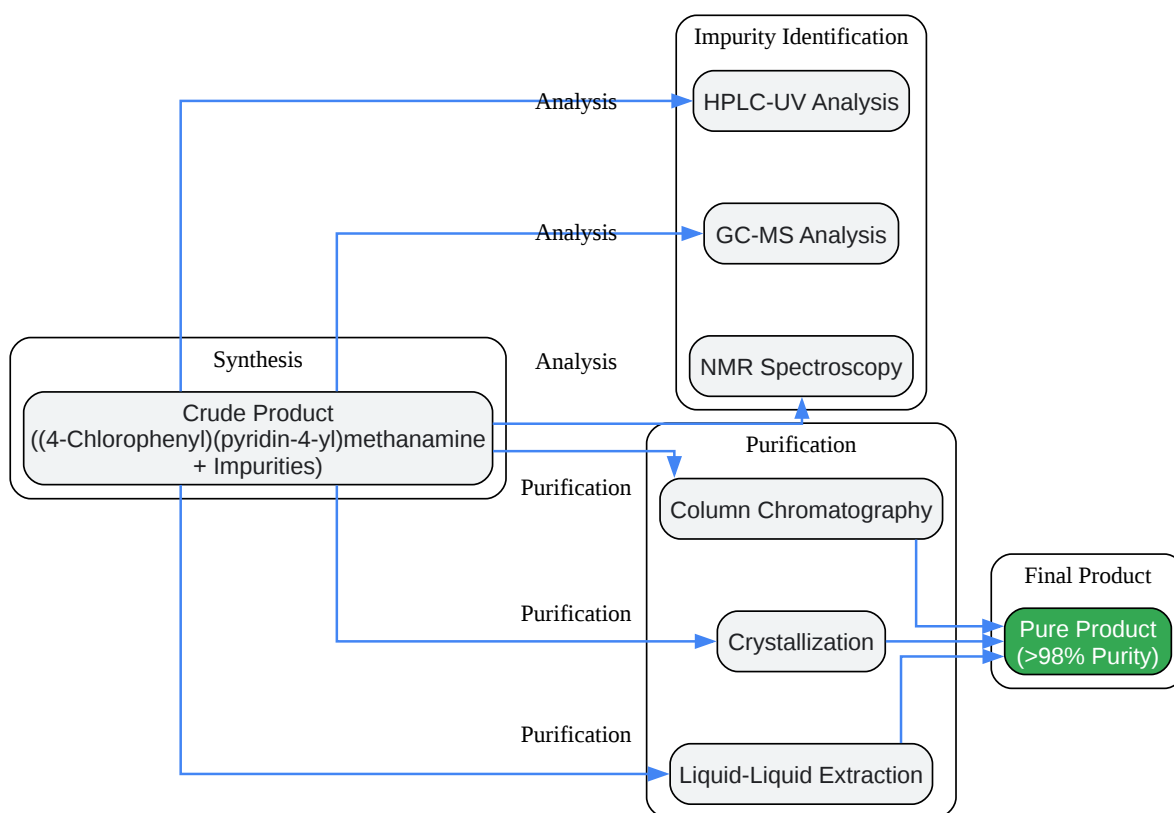 Impurity Identification
HPLC-UV Analysis
Analysis
GC-MS Analysis
Analysis
NMR Spectroscopy
Analysis
Synthesis
Crude Product
((4-Chlorophenyl)(pyridin-4-yl)methanamine
+ Impurities)
Purification
Column Chromatography
Purification
Crystallization
Purification
Liquid-Liquid Extraction
Purification
Final Product
Pure Product
(>98% Purity)